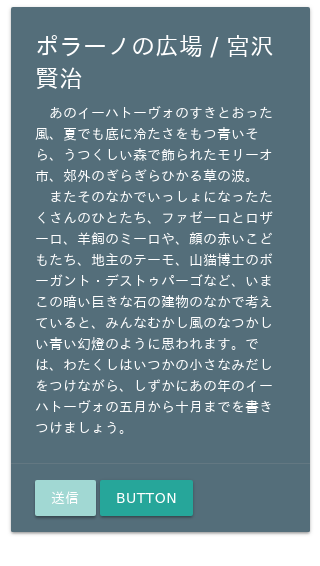 ポラーノの広場 / 宮沢
賢治
　あのイーハトーヴォのすきとおった
風、夏でも底に冷たさをもつ青いそ
ら、うつくしい森で飾られたモリーオ
市、郊外のぎらぎらひかる草の波。
　またそのなかでいっしょになったた
くさんのひとたち、ファゼーロとロザ
ーロ、羊飼のミーロや、顔の赤いこど
もたち、地主のテーモ、山猫博士のボ
ーガント・デストゥパーゴなど、いま
この暗い巨きな石の建物のなかで考え
ていると、みんなむかし風のなつかし
い青い幻燈のように思われます。で
は、わたくしはいつかの小さなみだし
をつけながら、しずかにあの年のイー
ハトーヴォの五月から十月までを書き
つけましょう。
送信 BUTTON